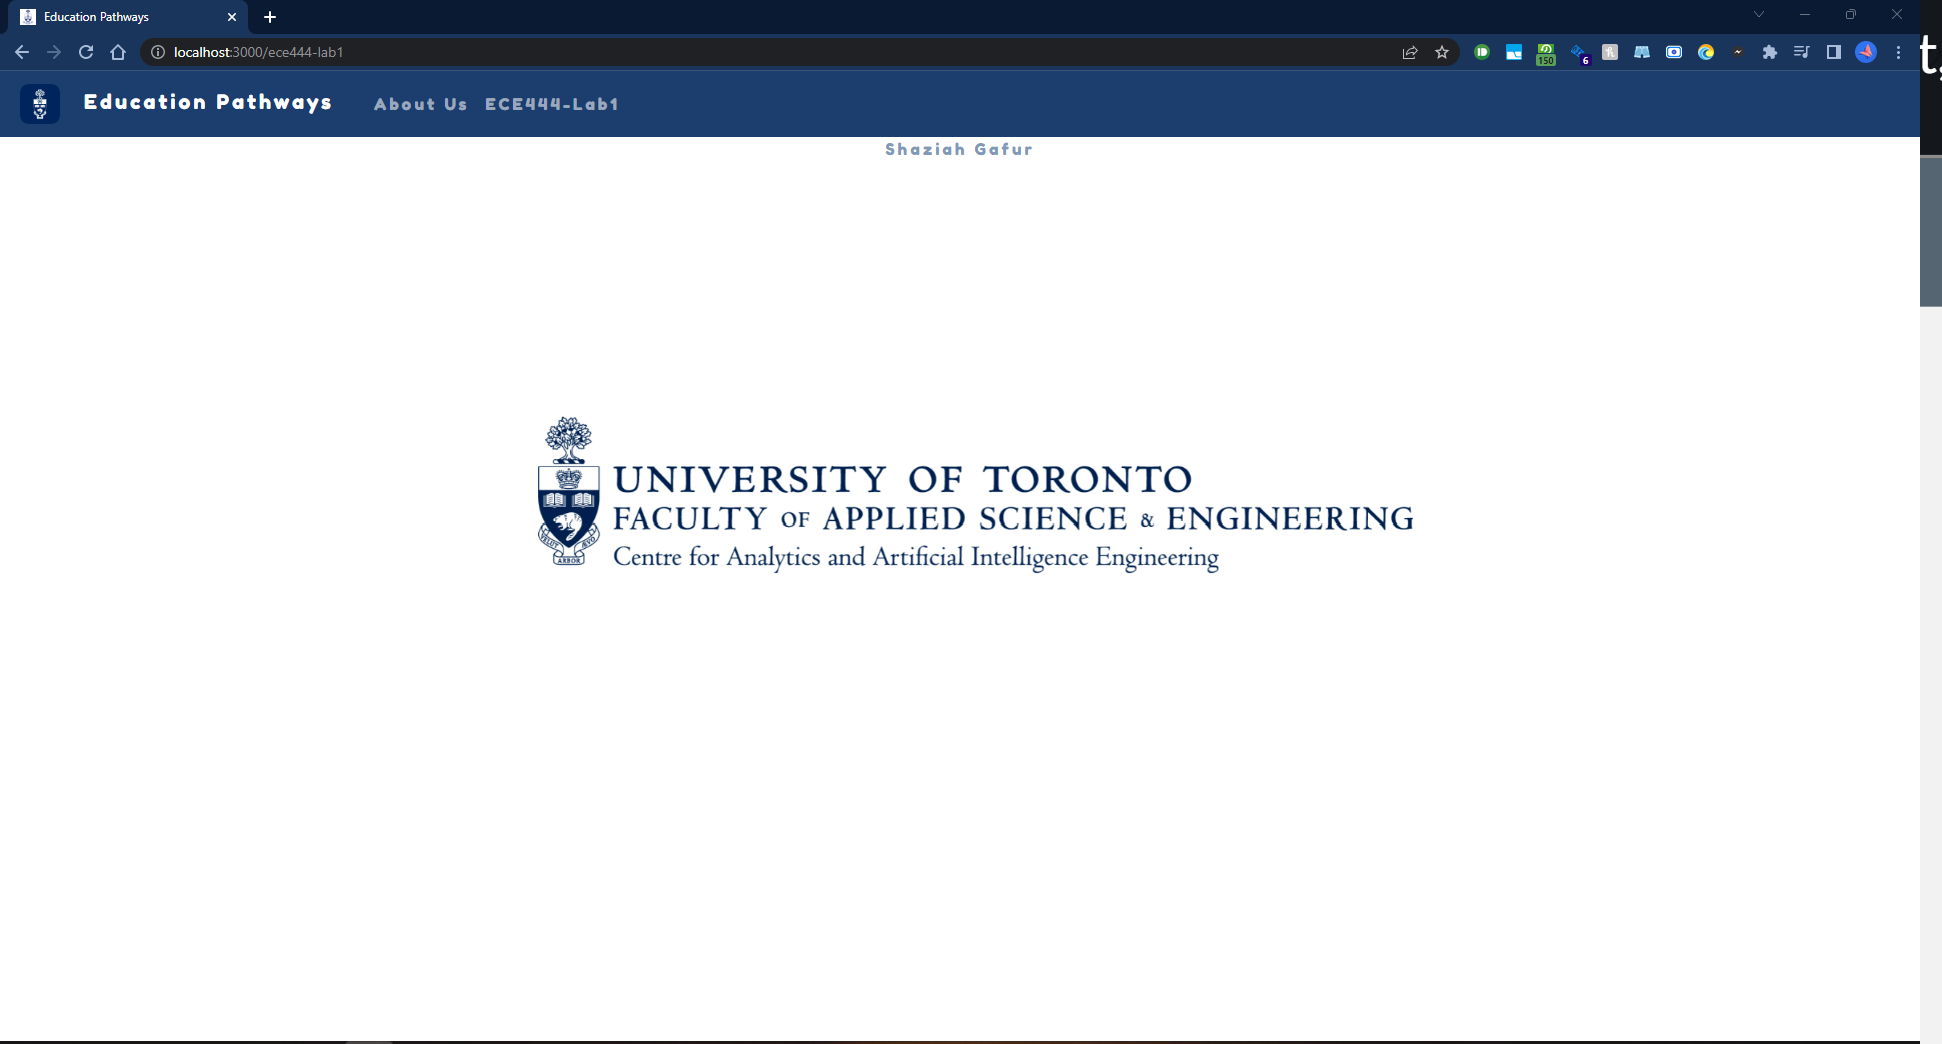 Education Pathways
localhost:3000/ece444-lab1
150
6
Education Pathways
About Us
ECE444-Lab1
Shaziah Gafur
UNIVERSITY OF TORONTO
FACULTY OF APPLIED SCIENCE & ENGINEERING
Centre for Analytics and Artificial Intelligence Engineering
VELUT
ARBOR
ÆVO
t,